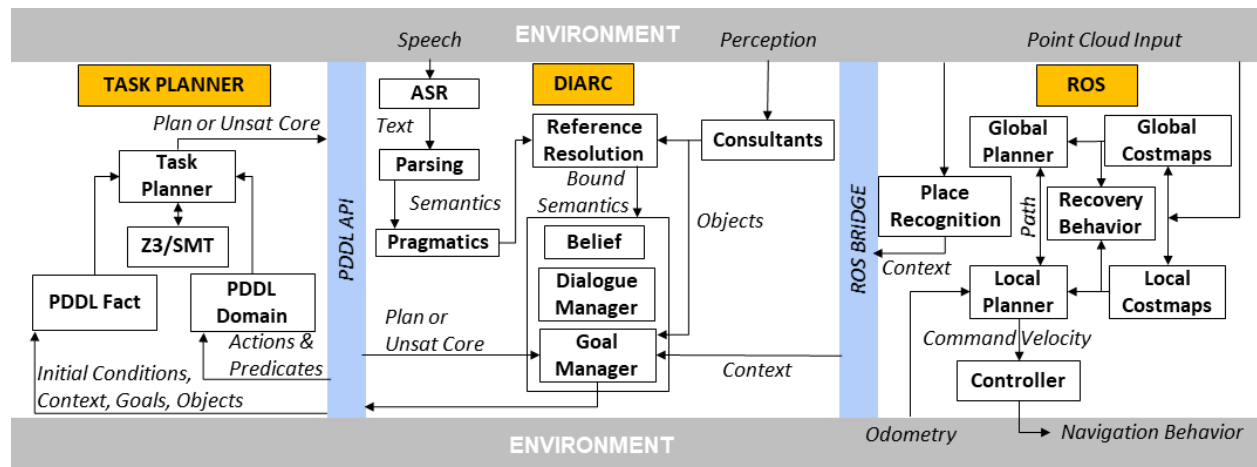 ENVIRONMENT
Speech
Perception
Point Cloud Input
TASK PLANNER
Plan or Unsat Core
Task
Planner
Z3/SMT
PDDL Fact
PDDL
Domain
Actions &
Predicates
Initial Conditions,
Context, Goals, Objects
PDDL API
DIARC
ASR
Text
Parsing
Semantics
Pragmatics
Reference
Resolution
Consultants
Bound
Semantics
Objects
Belief
Dialogue
Manager
Goal
Manager
Plan or
Unsat Core
Context
ROS BRIDGE
ROS
Global
Planner
Global
Costmaps
Place
Recognition
Recovery
Behavior
Path
Context
Local
Planner
Local
Costmaps
Command Velocity
Controller
Odometry
Navigation Behavior
ENVIRONMENT